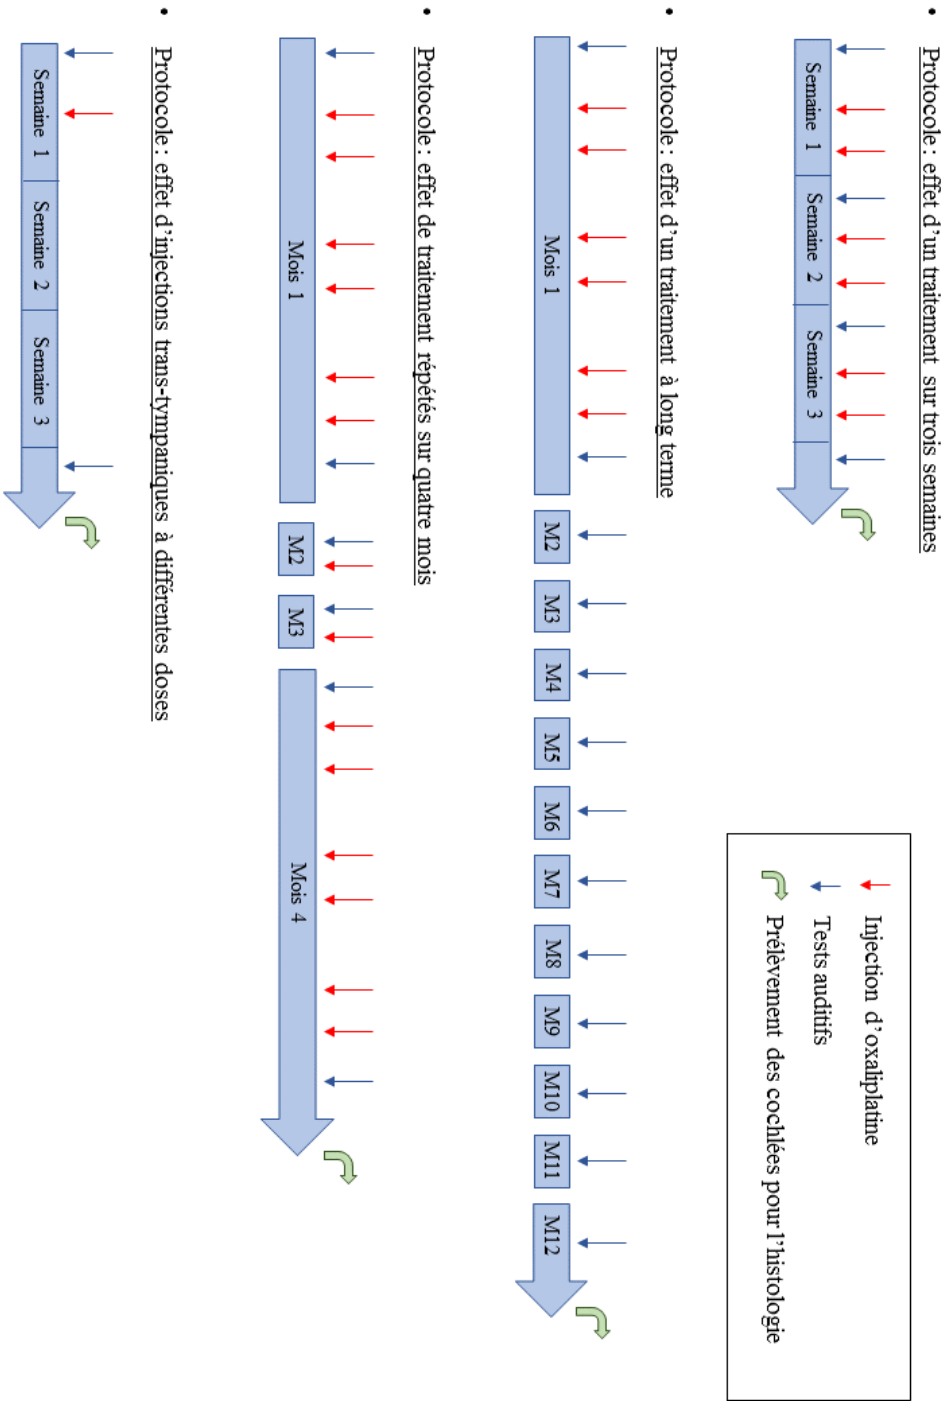 • Protocole : effet d'un traitement sur trois semaines
Semaine 1
Semaine 2
Semaine 3
Injection d'oxaliplatine
Tests auditifs
Prélèvement des cochlées pour l'histologie
• Protocole : effet d'un traitement à long terme
Mois 1
M2
M3
M4
M5
M6
M7
M8
M9
M10
M11
M12
• Protocole : effet de traitement répétés sur quatre mois
Mois 1
M2
M3
Mois 4
• Protocole : effet d'injections trans-tympaniques à différentes doses
Semaine 1
Semaine 2
Semaine 3